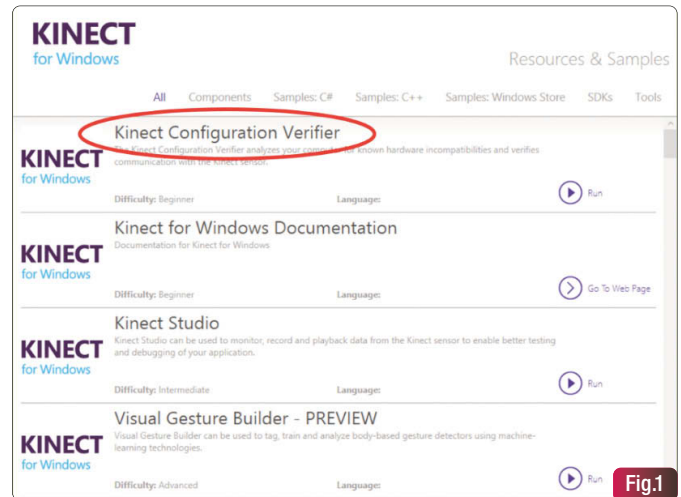 KINECT
for Windows
Resources & Samples
All Components Samples: C# Samples: C++ Samples: Windows Store SDKs Tools
Kinect Configuration Verifier
The Kinect Configuration Verifier analyzes your computer for known hardware incompatibilities and verifies
communication with the Kinect sensor.
KINECT
for Windows
Difficulty: Beginner Language:
Run
Kinect for Windows Documentation
Documentation for Kinect for Windows
KINECT
for Windows
Difficulty: Beginner Language:
Go To Web Page
Kinect Studio
Kinect Studio can be used to monitor, record and playback data from the Kinect sensor to enable better testing
and debugging of your application.
KINECT
for Windows
Difficulty: Intermediate Language:
Run
Visual Gesture Builder - PREVIEW
Visual Gesture Builder can be used to tag, train and analyze body-based gesture detectors using machine-
learning technologies.
KINECT
for Windows
Difficulty: Advanced Language:
Run
Fig.1